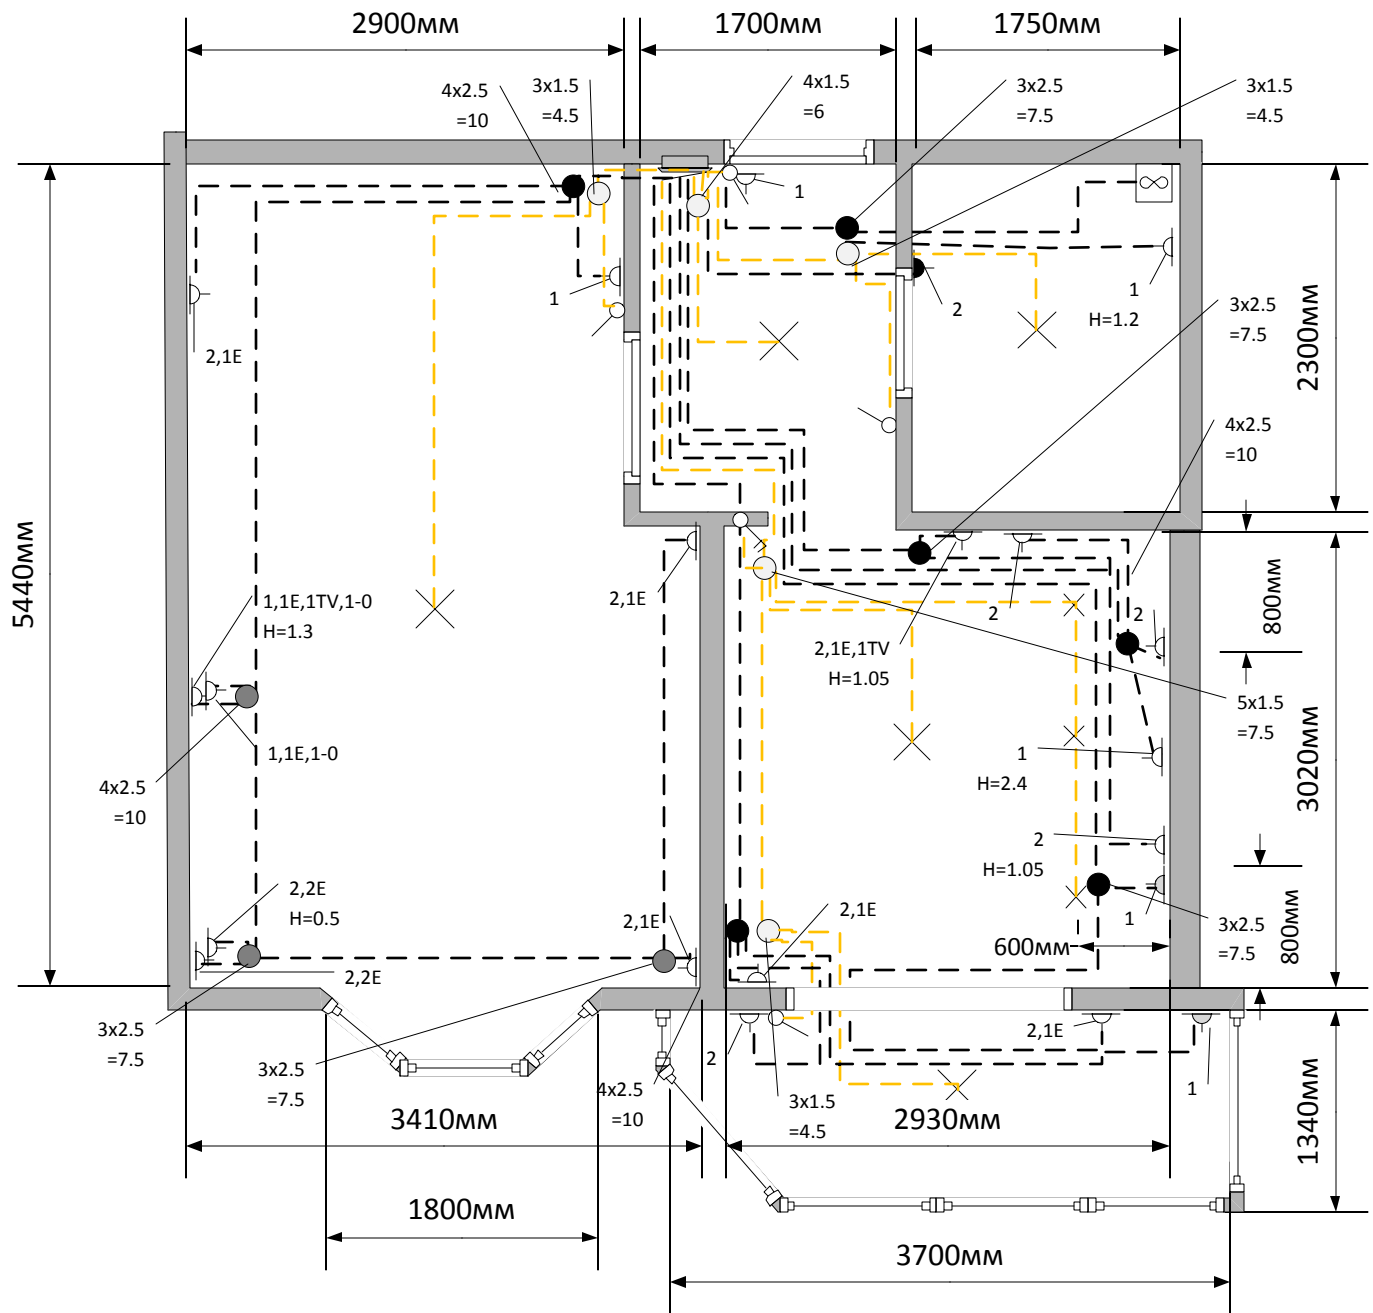 2900мм
1700мм
1750мм
4x2.5
=10
3x1.5
=4.5
4x1.5
=6
3x2.5
=7.5
3x1.5
=4.5
1
1
2
1
H=1.2
3x2.5
=7.5
2300мм
2,1E
4x2.5
=10
5440мм
1,1E,1TV,1-0
H=1.3
2,1E
2
2
800мм
2,1E,1TV
H=1.05
5x1.5
=7.5
1,1E,1-0
1
H=2.4
3020мм
4x2.5
=10
2
H=1.05
2,2E
H=0.5
2,1E
2,1E
1
3x2.5
=7.5
800мм
600мм
2,2E
3x2.5
=7.5
2
2,1E
3x2.5
=7.5
4x2.5
=10
3x1.5
=4.5
1
3410мм
2930мм
1340мм
1800мм
3700мм